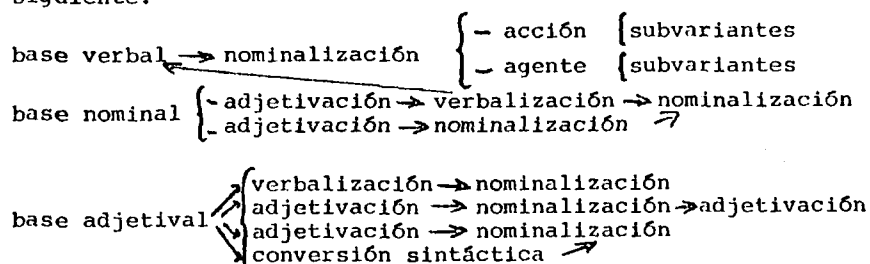 siguiente:
- acción {subvariantes
base verbal → nominalización {
- agente {subvariantes
base nominal { - adjetivación → verbalización → nominalización
- adjetivación → nominalización ↗
verbalización → nominalización
adjetivación → nominalización → adjetivación
base adjetival {
adjetivación → nominalización
conversión sintáctica ↗